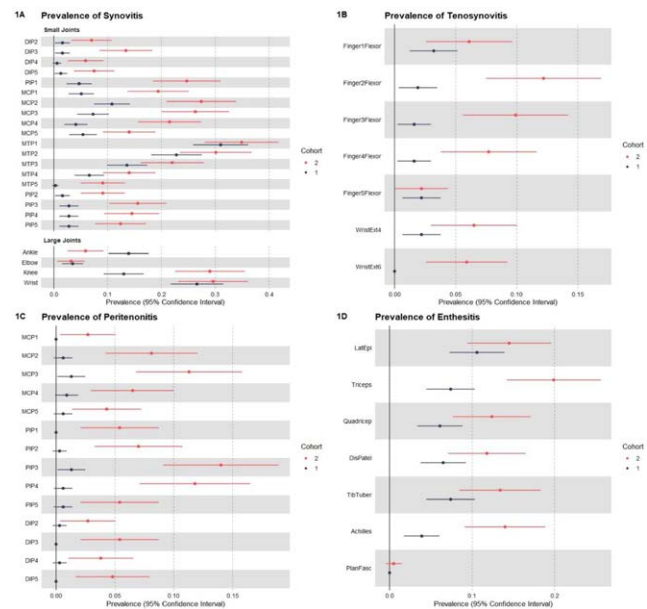 1A Prevalence of Synovitis
Small Joints
DIP2
DIP3
DIP4
DIP5
PIP1
MCP1
MCP2
MCP3
MCP4
MCP5
MTP1
MTP2
MTP3
MTP4
MTP5
PIP2
PIP3
PIP4
PIP5
Large Joints
Ankle
Elbow
Knee
Wrist
0.0 0.1 0.2 0.3 0.4
Prevalence (95% Confidence Interval)
Cohort
2
1
1B Prevalence of Tenosynovitis
Finger1Flexor
Finger2Flexor
Finger3Flexor
Finger4Flexor
Finger5Flexor
WristExt4
WristExt6
0.00 0.05 0.10 0.15
Prevalence (95% Confidence Interval)
Cohort
2
1
1C Prevalence of Peritenonitis
MCP1
MCP2
MCP3
MCP4
MCP5
PIP1
PIP2
PIP3
PIP4
PIP5
DIP2
DIP3
DIP4
DIP5
0.00 0.05 0.10 0.15
Prevalence (95% Confidence Interval)
Cohort
2
1
1D Prevalence of Enthesitis
LatEpi
Triceps
Quadricep
DisPatel
TibTuber
Achilles
PlanFasc
0.0 0.1 0.2
Prevalence (95% Confidence Interval)
Cohort
2
1